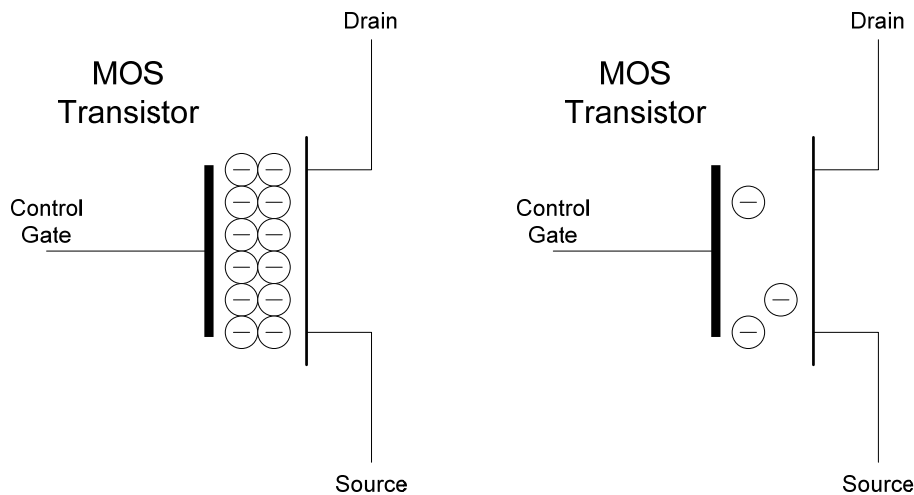 Drain
MOS
Transistor
Control
Gate
Source
Drain
MOS
Transistor
Control
Gate
Source